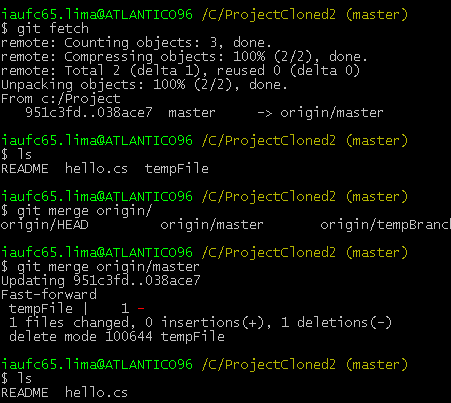 iaufc65.lima@ATLANTICO96 /C/ProjectCloned2 (master)
$ git fetch
remote: Counting objects: 3, done.
remote: Compressing objects: 100% (2/2), done.
remote: Total 2 (delta 1), reused 0 (delta 0)
Unpacking objects: 100% (2/2), done.
From c:/Project
   951c3fd..038ace7  master     -> origin/master
iaufc65.lima@ATLANTICO96 /C/ProjectCloned2 (master)
$ ls
README  hello.cs  tempFile
iaufc65.lima@ATLANTICO96 /C/ProjectCloned2 (master)
$ git merge origin/
origin/HEAD         origin/master       origin/tempBranc
iaufc65.lima@ATLANTICO96 /C/ProjectCloned2 (master)
$ git merge origin/master
Updating 951c3fd..038ace7
Fast-forward
 tempFile |    1 -
 1 files changed, 0 insertions(+), 1 deletions(-)
 delete mode 100644 tempFile
iaufc65.lima@ATLANTICO96 /C/ProjectCloned2 (master)
$ ls
README  hello.cs